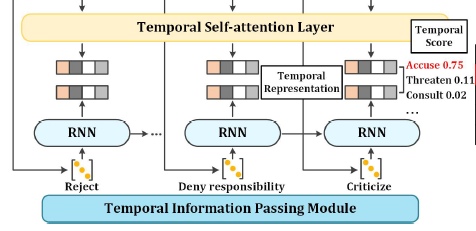 Temporal Self-attention Layer
Temporal
Score
Accuse 0.75
Threaten 0.11
Consult 0.02
...
Temporal
Representation
RNN
...
RNN
RNN
Reject
Deny responsibility
Criticize
Temporal Information Passing Module